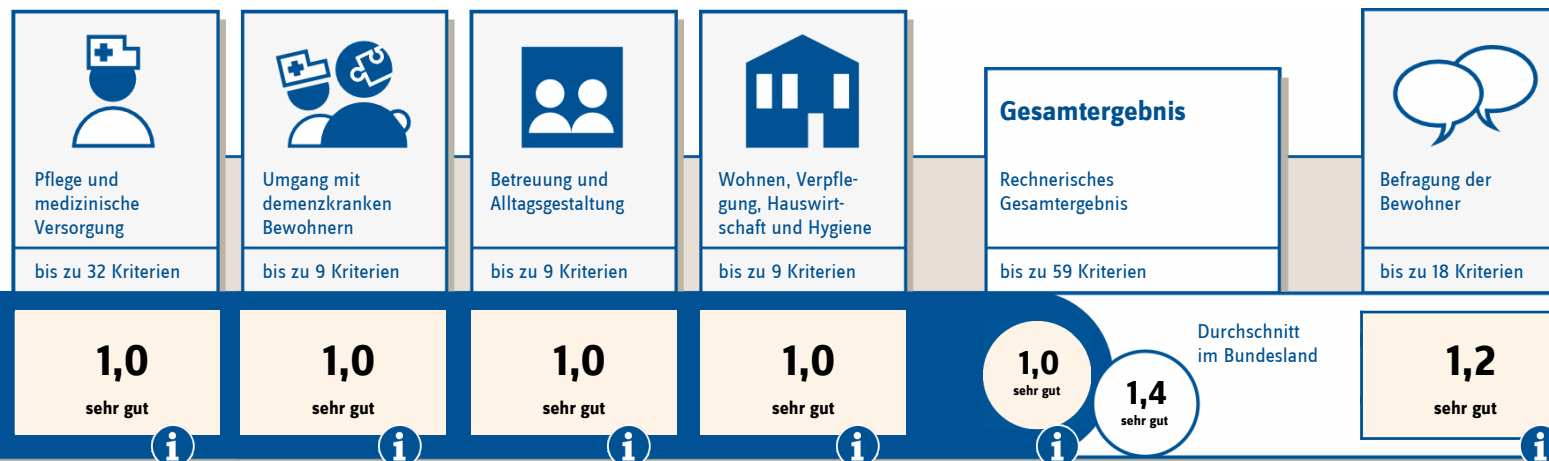 Pflege und
medizinische
Versorgung
bis zu 32 Kriterien
1,0
sehr gut
i
Umgang mit
demenzkranken
Bewohnern
bis zu 9 Kriterien
1,0
sehr gut
i
Betreuung und
Alltagsgestaltung
bis zu 9 Kriterien
1,0
sehr gut
i
Wohnen, Verpfle-
gung, Hauswirt-
schaft und Hygiene
bis zu 9 Kriterien
1,0
sehr gut
i
Gesamtergebnis
Rechnerisches
Gesamtergebnis
bis zu 59 Kriterien
1,0
sehr gut
i
Durchschnitt
im Bundesland
1,4
sehr gut
Befragung der
Bewohner
bis zu 18 Kriterien
1,2
sehr gut
i